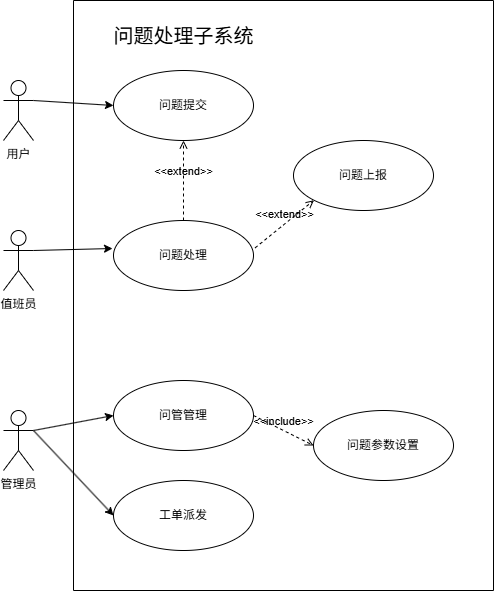 问题处理子系统
问题提交
用户
<<extend>>
问题上报
<<extend>>
问题处理
值班员
问管管理
<<include>>
问题参数设置
管理员
工单派发